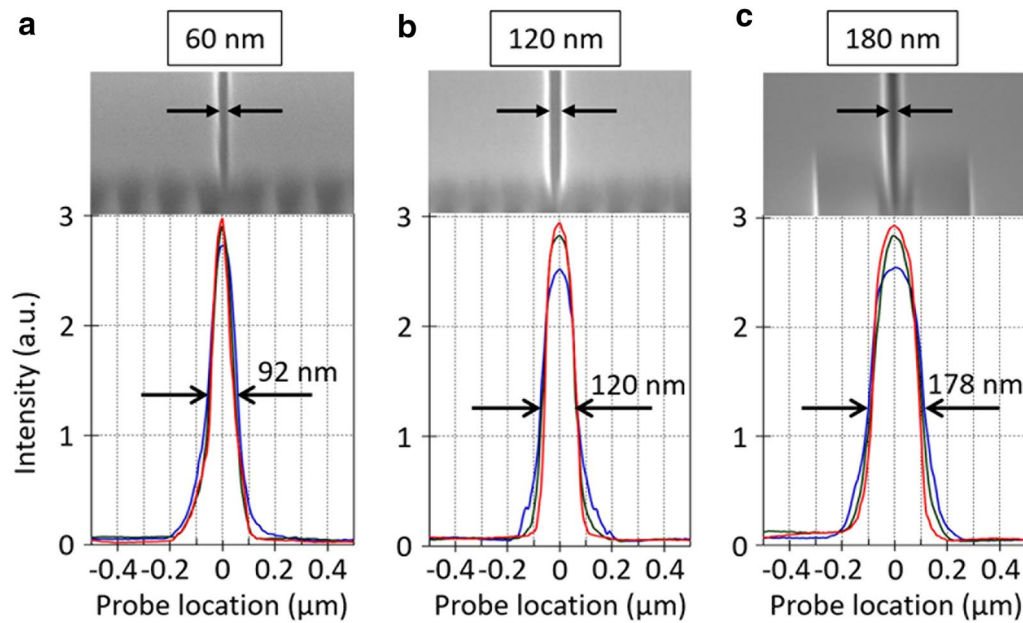 a
60 nm
b
120 nm
c
180 nm
3
2
1
0
Intensity (a.u.)
92 nm
-0.4 -0.2 0 0.2 0.4
Probe location (μm)
3
2
1
0
120 nm
-0.4 -0.2 0 0.2 0.4
Probe location (μm)
3
2
1
0
178 nm
-0.4 -0.2 0 0.2 0.4
Probe location (μm)